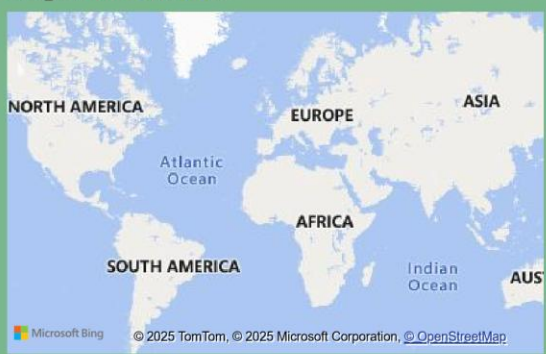 NORTH AMERICA
EUROPE
ASIA
Atlantic
Ocean
AFRICA
SOUTH AMERICA
Indian
Ocean
AUS
Microsoft Bing
© 2025 TomTom, © 2025 Microsoft Corporation, © OpenStreetMap